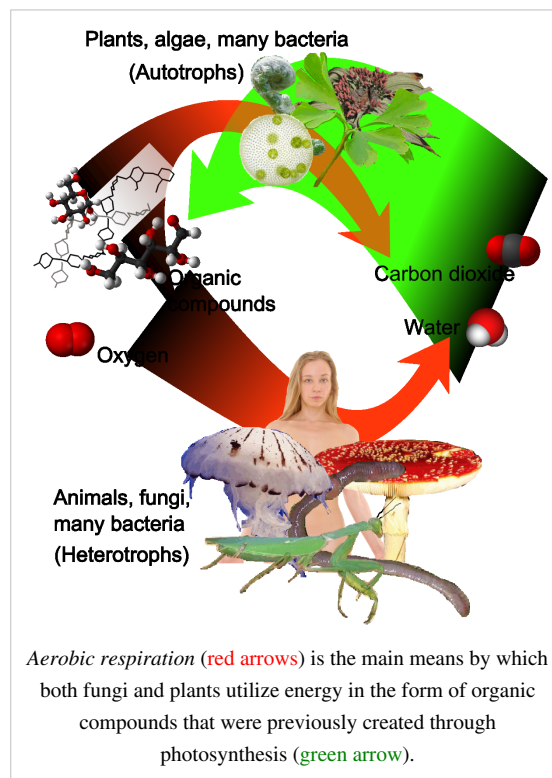 Plants, algae, many bacteria
(Autotrophs)
Carbon dioxide
Organic
compounds
Water
Oxygen
Animals, fungi,
many bacteria
(Heterotrophs)
Aerobic respiration (red arrows) is the main means by which
both fungi and plants utilize energy in the form of organic
compounds that were previously created through
photosynthesis (green arrow).